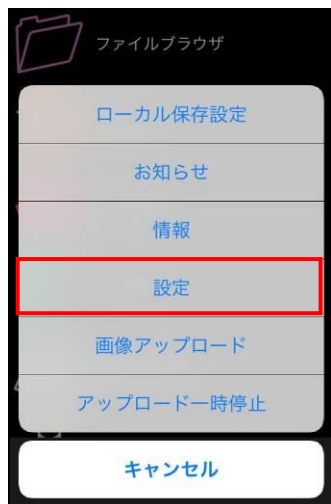 ファイルブラウザ
ローカル保存設定
お知らせ
情報
設定
画像アップロード
アップロード一時停止
キャンセル